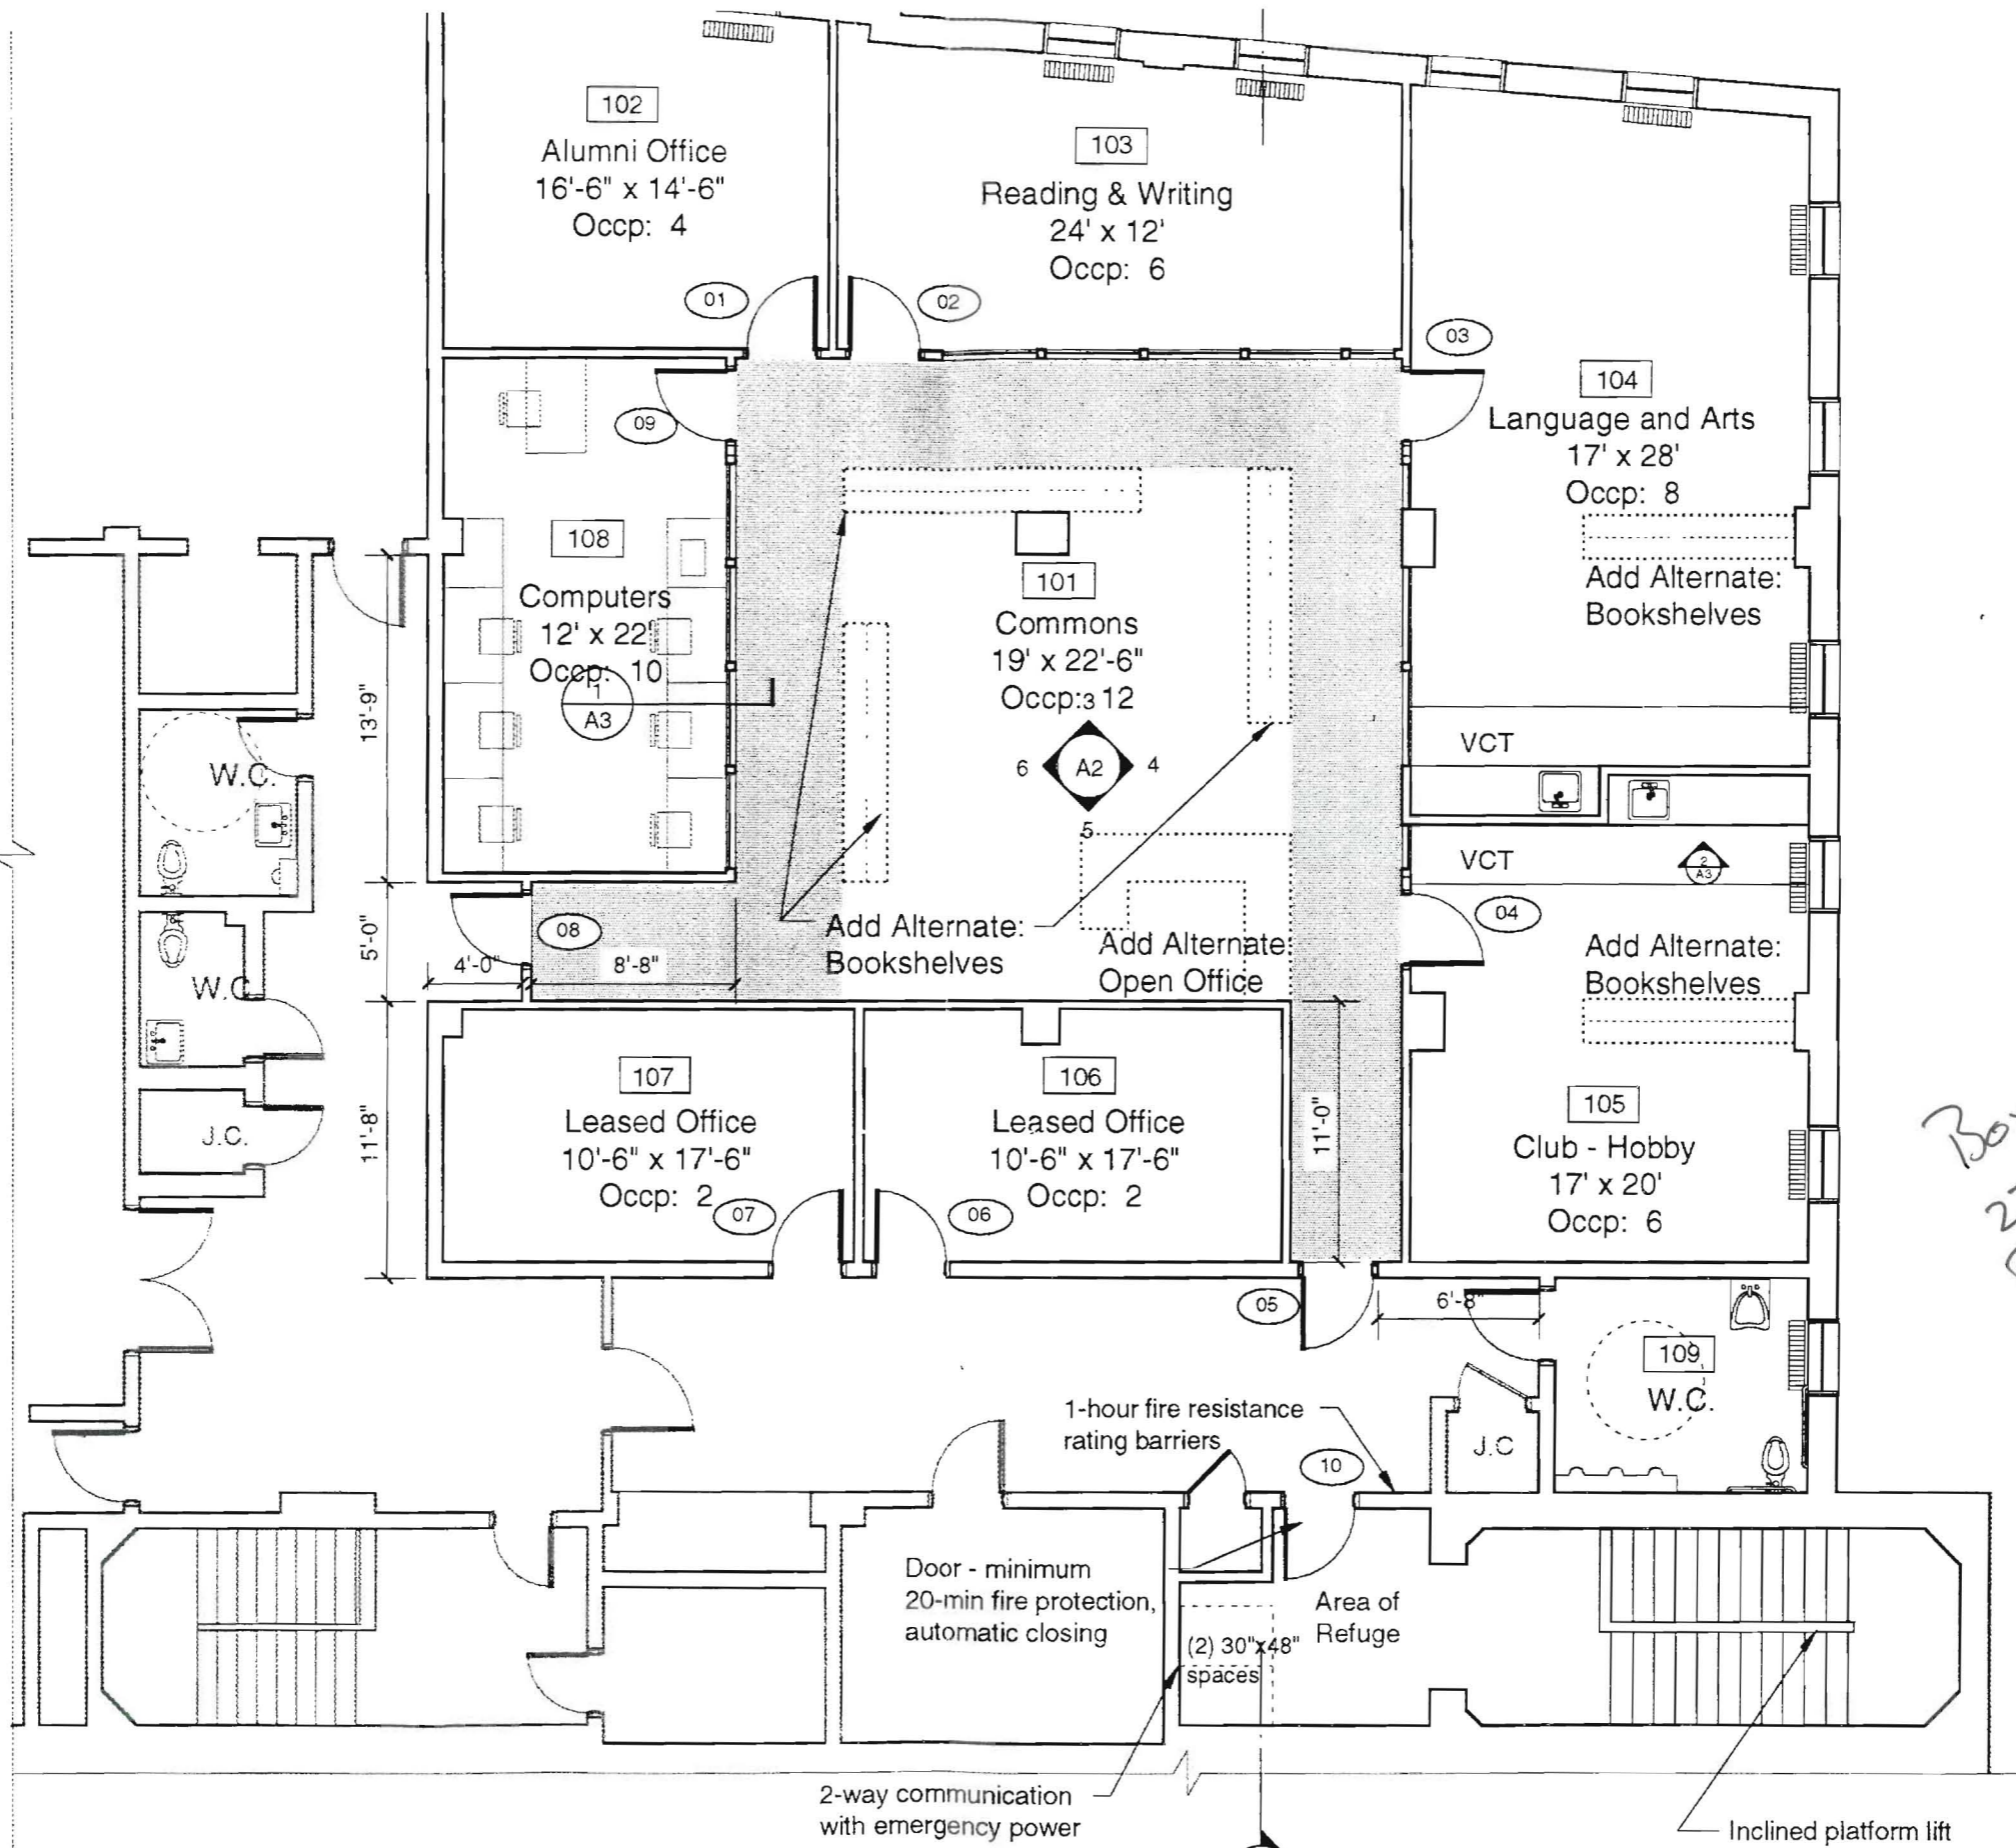 102
Alumni Office
16'-6" x 14'-6"
Occp: 4
103
Reading & Writing
24' x 12'
Occp: 6
01
02
03
104
Language and Arts
17' x 28'
Occp: 8
Add Alternate:
Bookshelves
09
108
Computers
12' x 22'
Occp: 10
1
A3
101
Commons
19' x 22'-6"
Occp: 12
3
6
A2
4
5
13'-9"
W.C.
VCT
VCT
2
A3
5'-0"
08
4'-0"
8'-8"
Add Alternate:
Bookshelves
Add Alternate
Open Office
04
Add Alternate:
Bookshelves
W.C
107
Leased Office
10'-6" x 17'-6"
Occp: 2
07
106
Leased Office
10'-6" x 17'-6"
Occp: 2
06
11'-0"
105
Club - Hobby
17' x 20'
Occp: 6
J.C.
11'-8"
05
6'-8"
109
W.C.
1-hour fire resistance
rating barriers
10
J.C
Door - minimum
20-min fire protection,
automatic closing
Area of
Refuge
(2) 30"x48"
spaces
2-way communication
with emergency power
Inclined platform lift